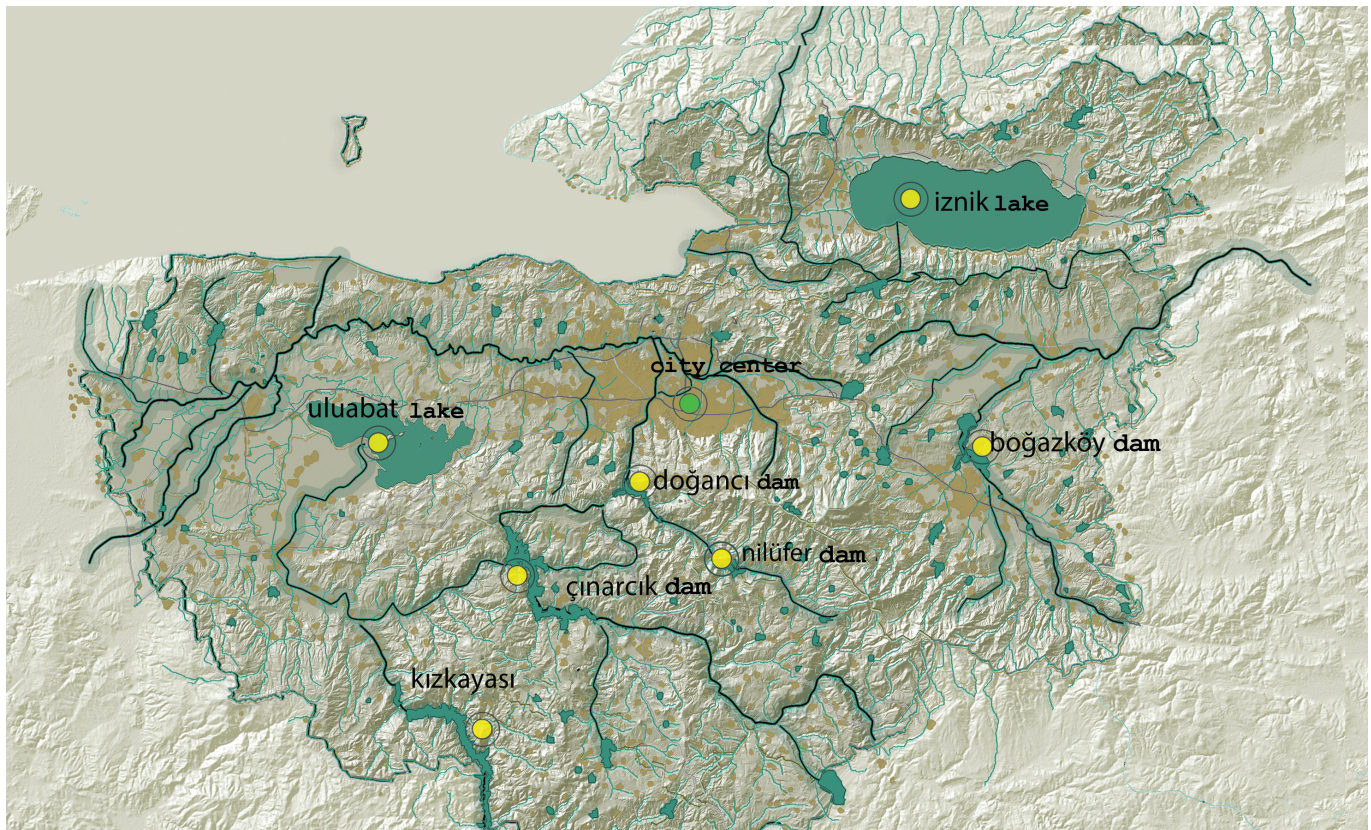 iznik lake
city center
uluabat lake
boğazköy dam
doğancı dam
nilüfer dam
çınarcık dam
kızkayası